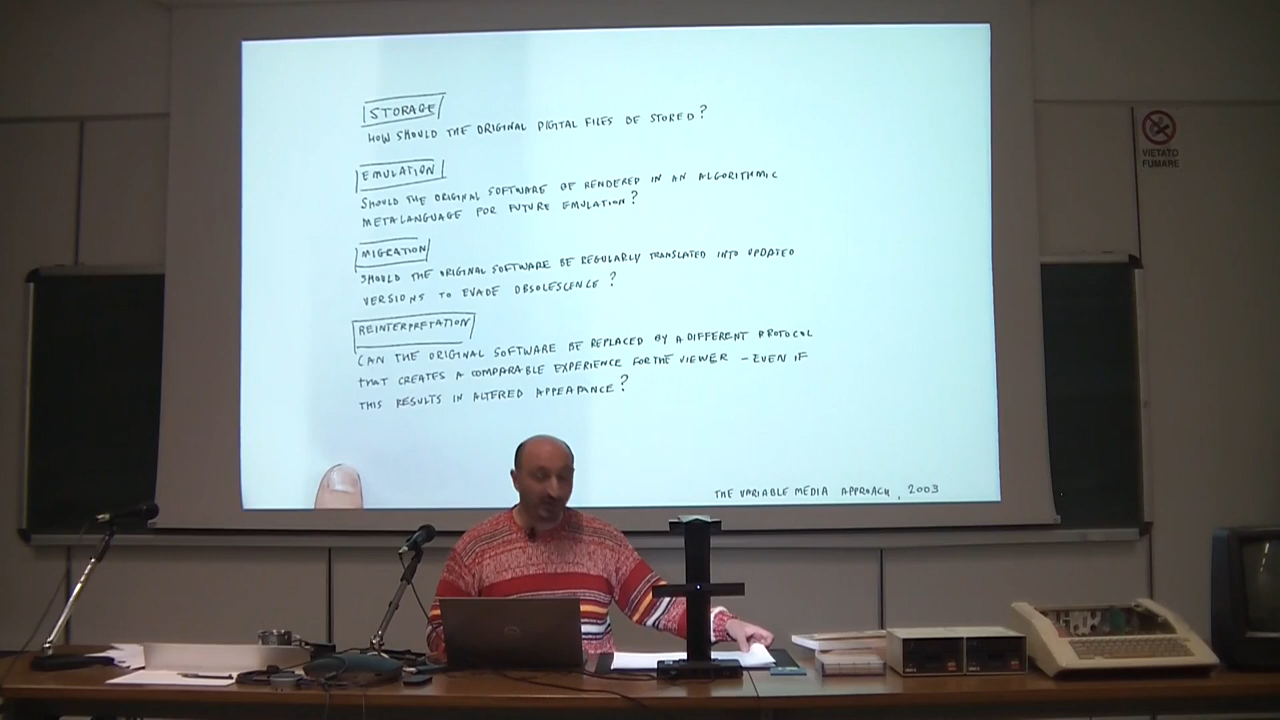 STORAGE
HOW SHOULD THE ORIGINAL DIGITAL FILES BE STORED?
EMULATION
SHOULD THE ORIGINAL SOFTWARE BE RENDERED IN AN ALGORITHMIC
METALANGUAGE FOR FUTURE EMULATION?
MIGRATION
SHOULD THE ORIGINAL SOFTWARE BE REGULARLY TRANSLATED INTO UPDATED
VERSIONS TO EVADE OBSOLESCENCE?
REINTERPRETATION
CAN THE ORIGINAL SOFTWARE BE REPLACED BY A DIFFERENT PROTOCOL
THAT CREATES A COMPARABLE EXPERIENCE FOR THE VIEWER – EVEN IF
THIS RESULTS IN ALTERED APPEARANCE?
THE VARIABLE MEDIA APPROACH, 2003
VIETATO
FUMARE